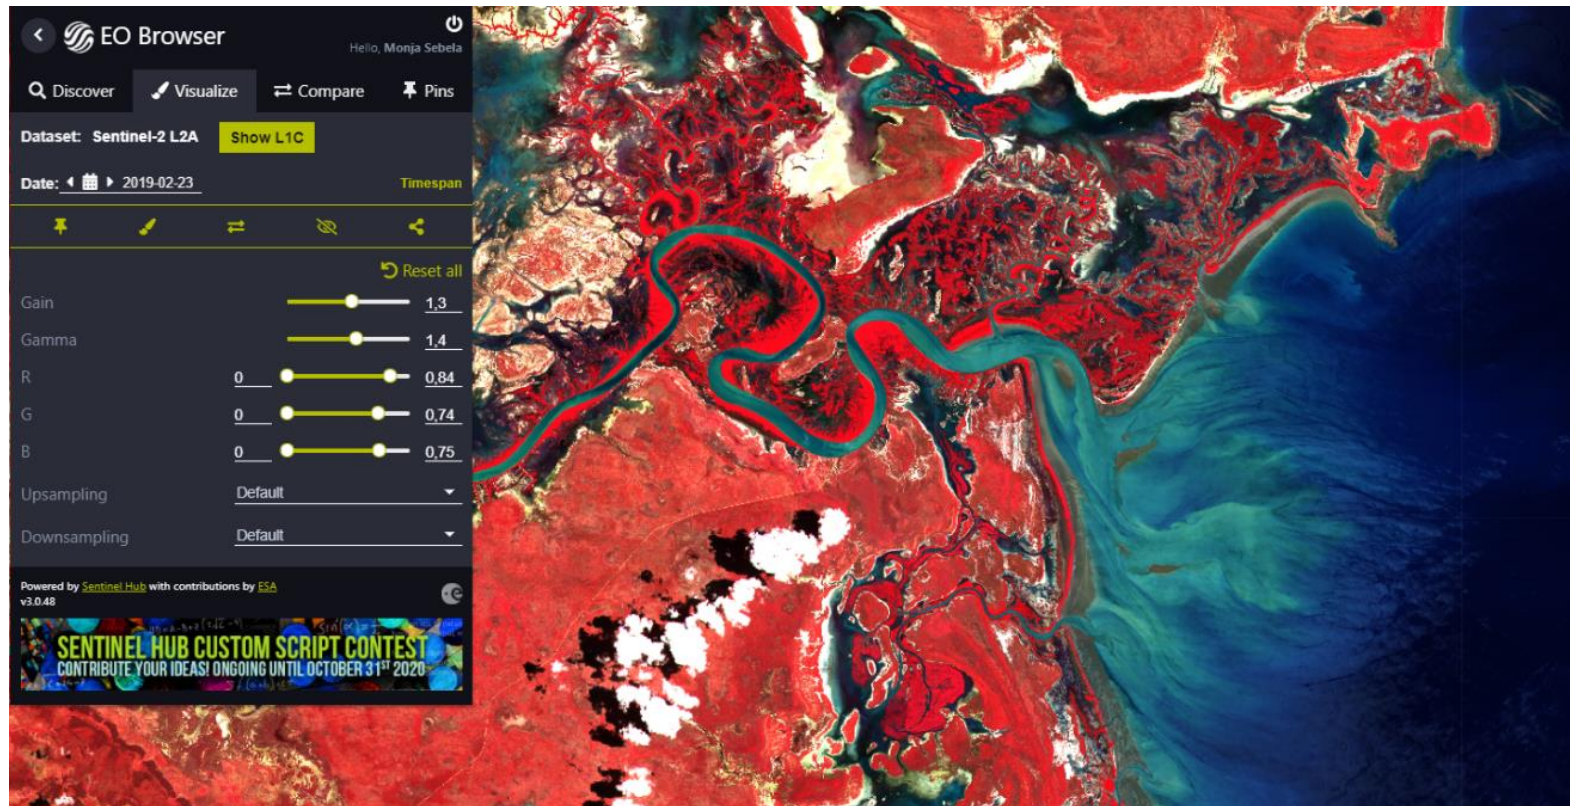 EO Browser
Hello, Monja Sebela
Discover Visualize Compare Pins
Dataset: Sentinel-2 L2A Show L1C
Date: 2019-02-23 Timespan
Reset all
Gain 1,3
Gamma 1,4
R 0 0,84
G 0 0,74
B 0 0,75
Upsampling Default
Downsampling Default
Powered by Sentinel Hub with contributions by ESA
v3.0.48
SENTINEL HUB CUSTOM SCRIPT CONTEST
CONTRIBUTE YOUR IDEAS! ONGOING UNTIL OCTOBER 31ST 2020